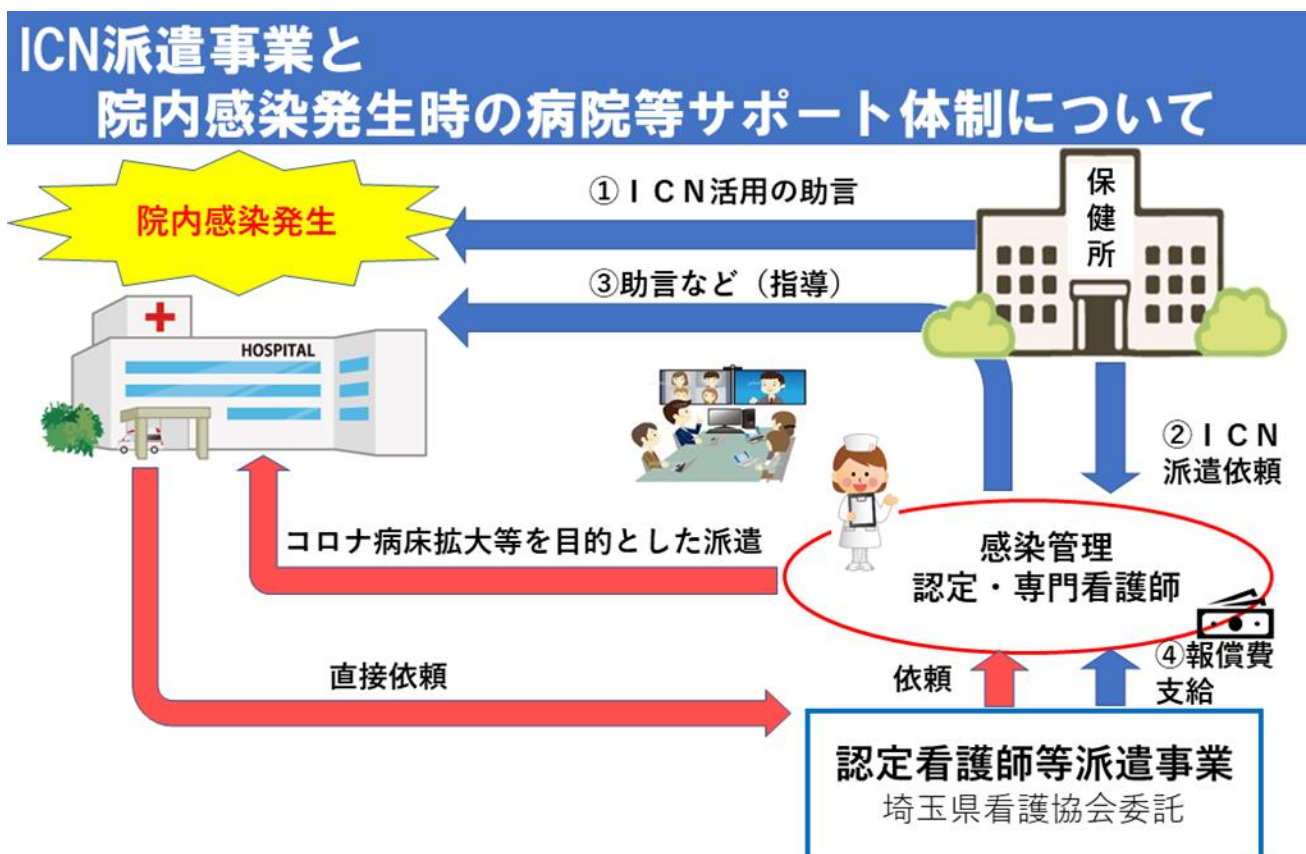 ICN派遣事業と
院内感染発生時の病院等サポート体制について
院内感染発生
①ＩＣＮ活用の助言
保健所
③助言など（指導）
HOSPITAL
②ＩＣＮ
派遣依頼
コロナ病床拡大等を目的とした派遣
感染管理
認定・専門看護師
直接依頼
依頼
④報償費
支給
認定看護師等派遣事業
埼玉県看護協会委託